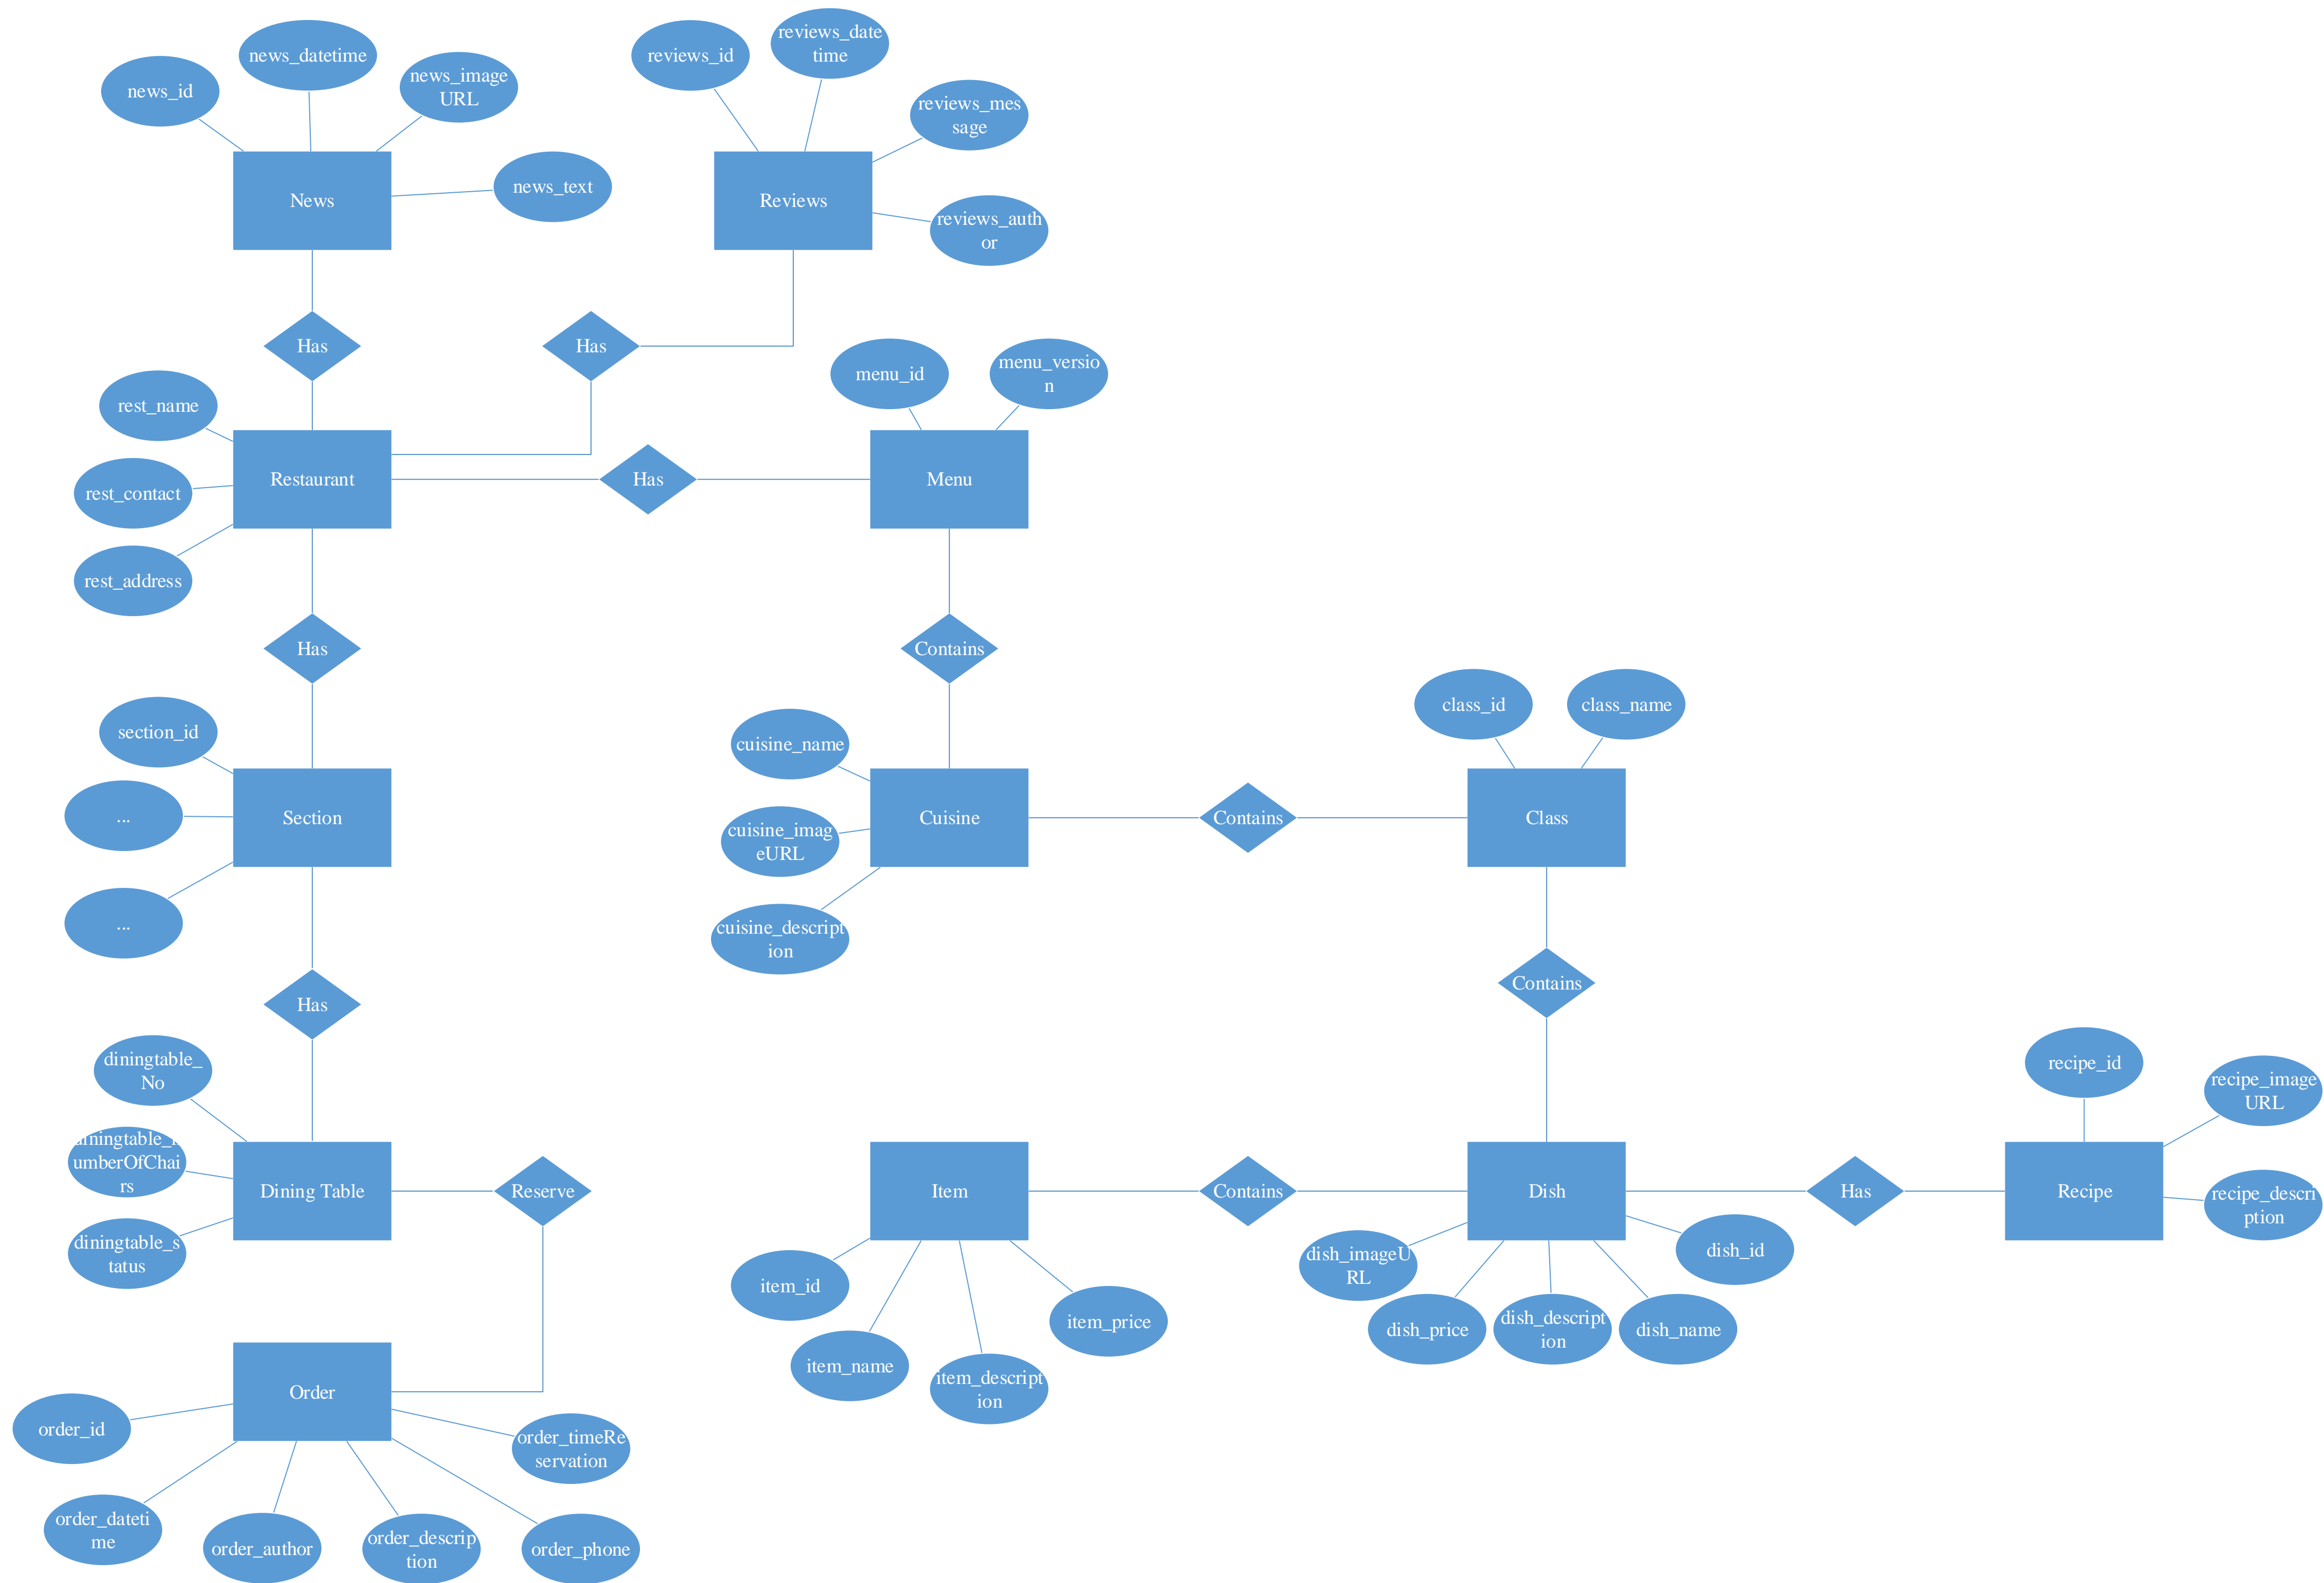 news_datetime
news_id
news_image
URL
news_text
News
reviews_id
reviews_date
time
reviews_mes
sage
reviews_auth
or
Reviews
Has
Has
rest_name
rest_contact
rest_address
Restaurant
Has
menu_id
menu_versio
n
Menu
Has
Contains
section_id
...
...
Section
cuisine_name
cuisine_imag
eURL
cuisine_descript
ion
Cuisine
Contains
class_id
class_name
Class
Has
Contains
diningtable_
No
umberOfChai
rs
diningtable_s
tatus
Dining Table
Reserve
Item
Contains
Dish
Has
recipe_id
recipe_image
URL
recipe_descri
ption
Recipe
item_id
item_name
item_descript
ion
item_price
dish_imageU
RL
dish_price
dish_descript
ion
dish_name
dish_id
Order
order_id
order_dateti
me
order_author
order_descrip
tion
order_phone
order_timeRe
servation